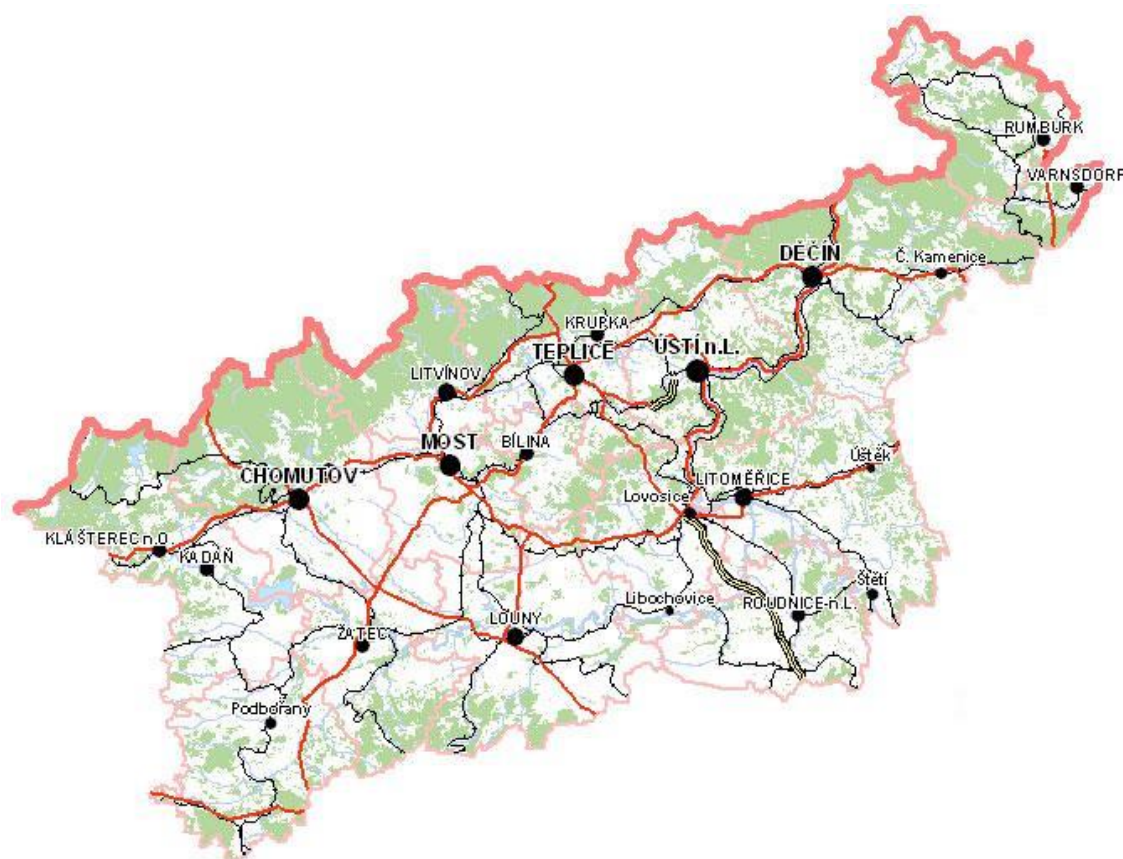 RUMBURK
VARNSDORF
DĚČÍN
Č. Kamenice
KRUPKA
TEPLICE
ÚSTÍ n.L.
LITVÍNOV
MOST
BÍLINA
CHOMUTOV
Úštěk
LITOMĚŘICE
Lovosice
KLÁŠTEREC n.O.
KADAŇ
Štětí
Libochovice
ROUDNICE n.L.
LOUNY
ŽATEC
Podbořany